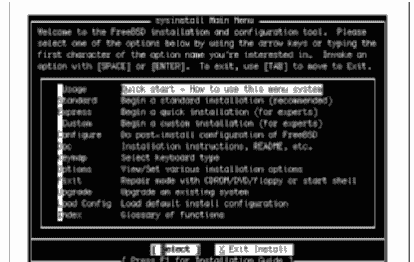 sysinstall Main Menu
Welcome to the FreeBSD installation and configuration tool. Please
select one of the options below by using the arrow keys or typing the
first character of the option name you're interested in. Invoke an
option with [SPACE] or [ENTER]. To exit, use [TAB] to move to Exit.
Usage Quick start - How to use this menu system
Standard Begin a standard installation (recommended)
Express Begin a quick installation (for experts)
Custom Begin a custom installation (for experts)
Configure Do post-install configuration of FreeBSD
Doc Installation instructions, README, etc.
Keymap Select keyboard type
Options View/Set various installation options
Fixit Repair mode with CDROM/DVD/floppy or start shell
Upgrade Upgrade an existing system
Load Config Load default install configuration
Index Glossary of functions
[Select] X Exit Install
[ Press F1 for Installation Guide ]